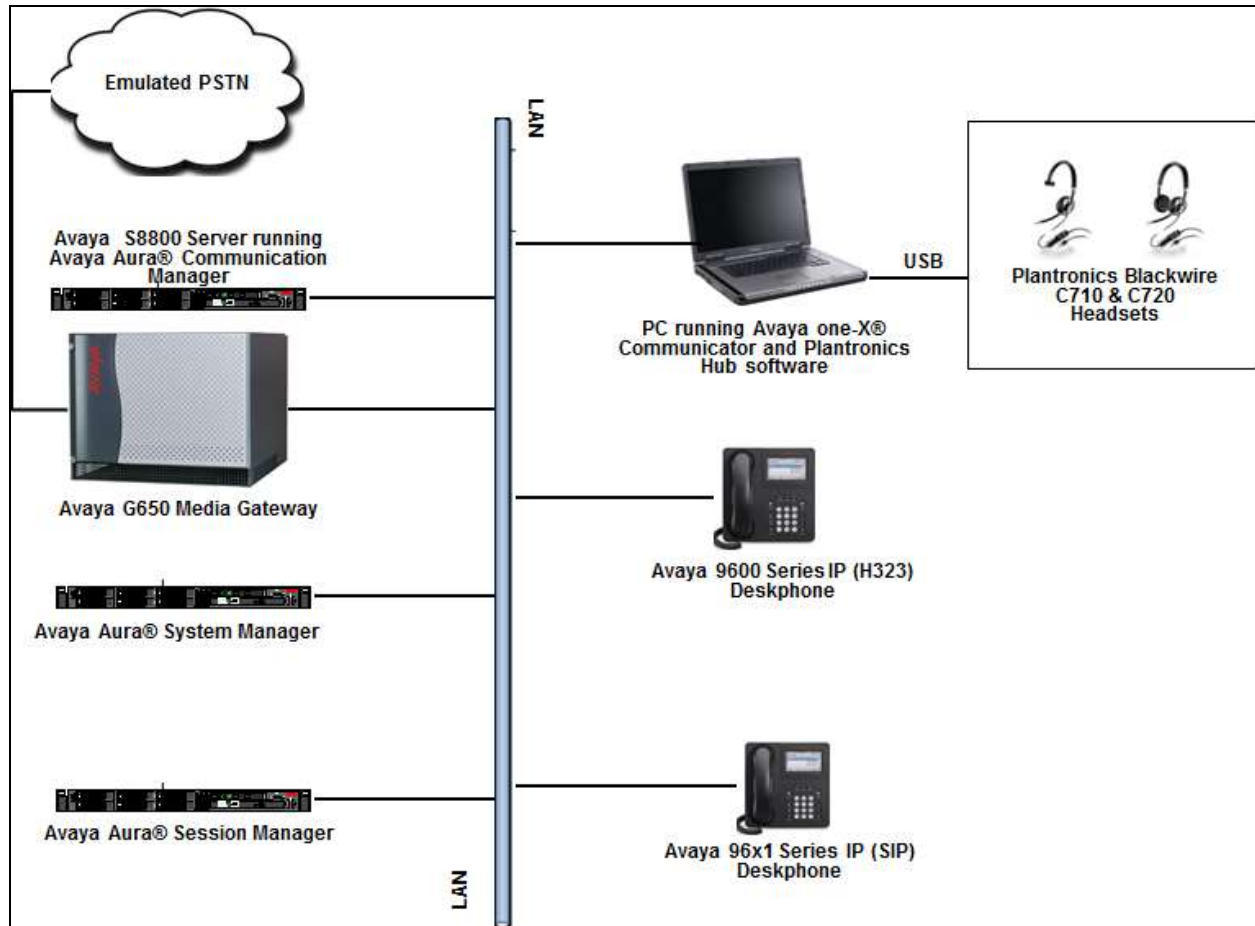 Emulated PSTN
LAN
Avaya S8800 Server running
Avaya Aura® Communication
Manager
USB
Plantronics Blackwire
C710 & C720
Headsets
PC running Avaya one-X®
Communicator and Plantronics
Hub software
AVAYA
Avaya G650 Media Gateway
Avaya 9600 Series IP (H323)
Deskphone
Avaya Aura® System Manager
Avaya Aura® Session Manager
Avaya 96x1 Series IP (SIP)
Deskphone
LAN